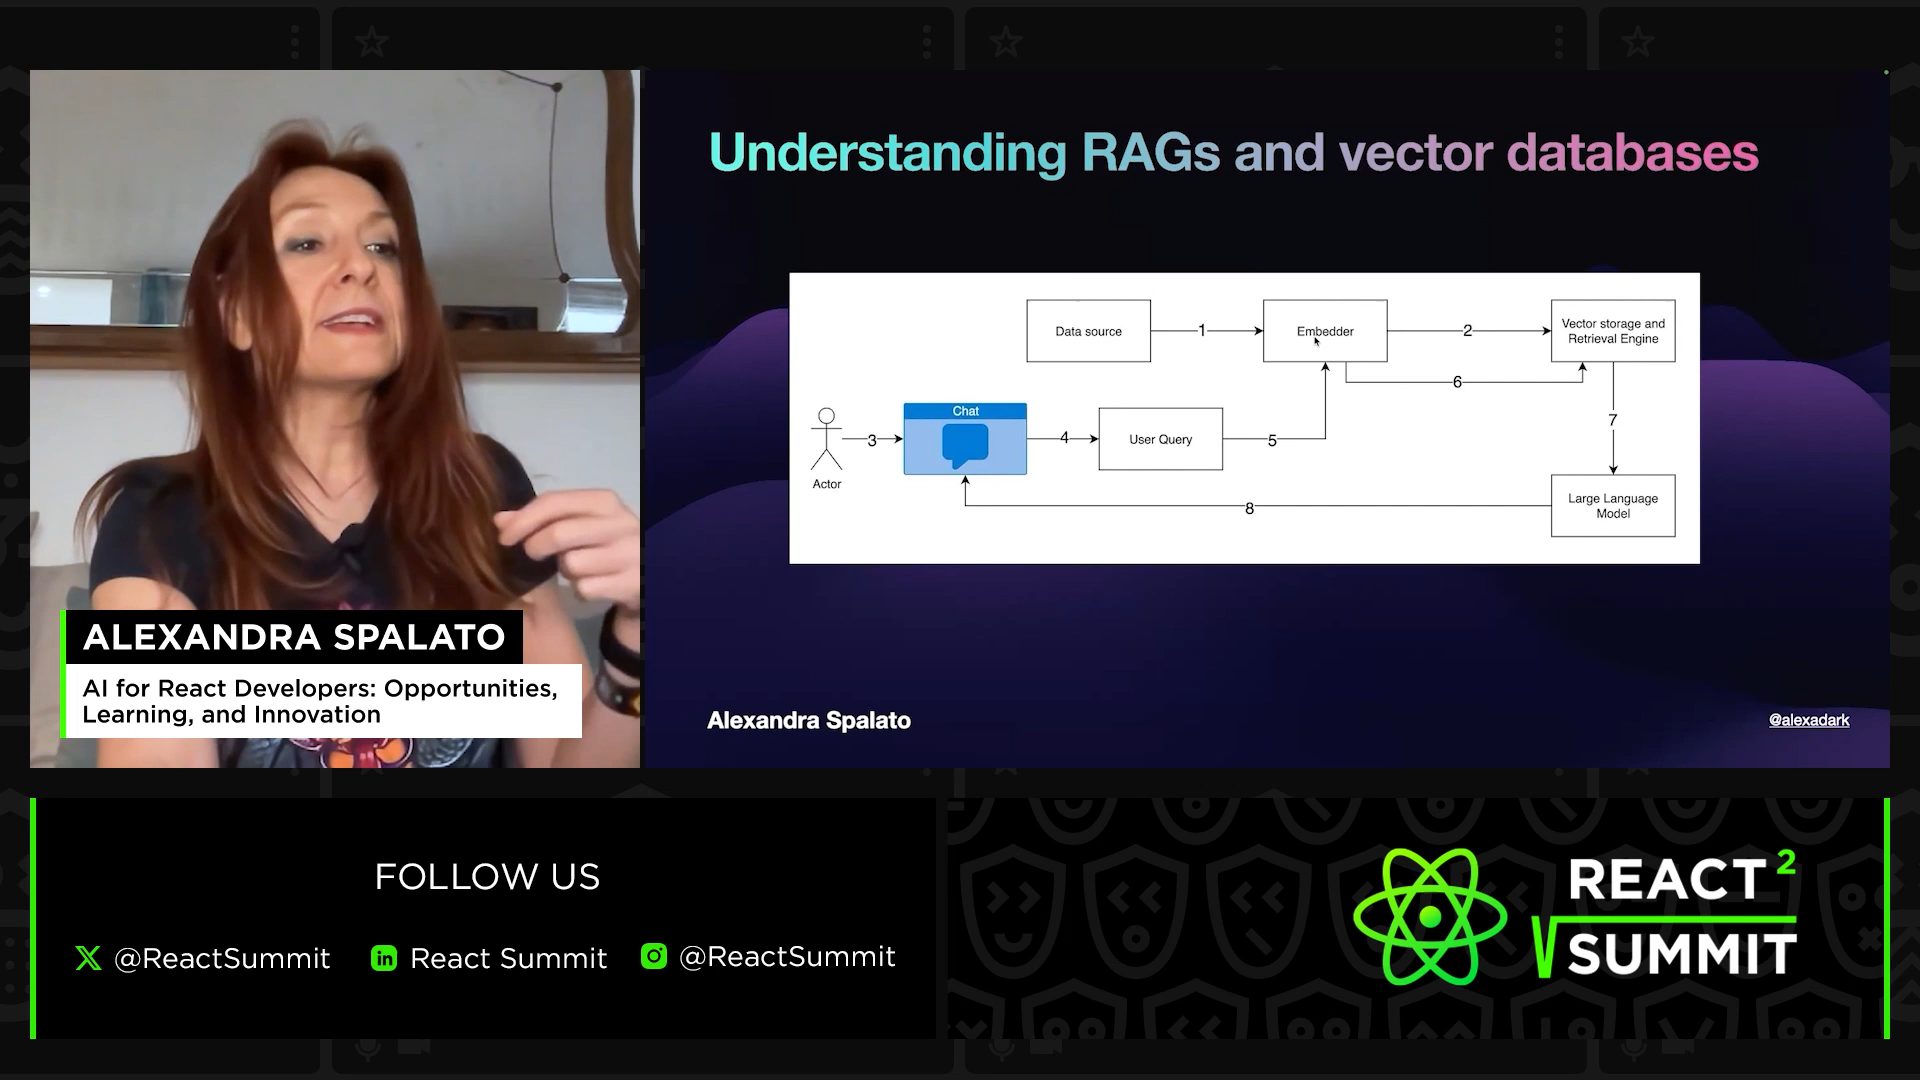 Understanding RAGs and vector databases
Data source
1
Embedder
2
Vector storage and
Retrieval Engine
6
7
Actor
3
Chat
4
User Query
5
Large Language
Model
8
Alexandra Spalato
@alexadark
ALEXANDRA SPALATO
AI for React Developers: Opportunities,
Learning, and Innovation
FOLLOW US
@ReactSummit
in React Summit
@ReactSummit
REACT 2
SUMMIT